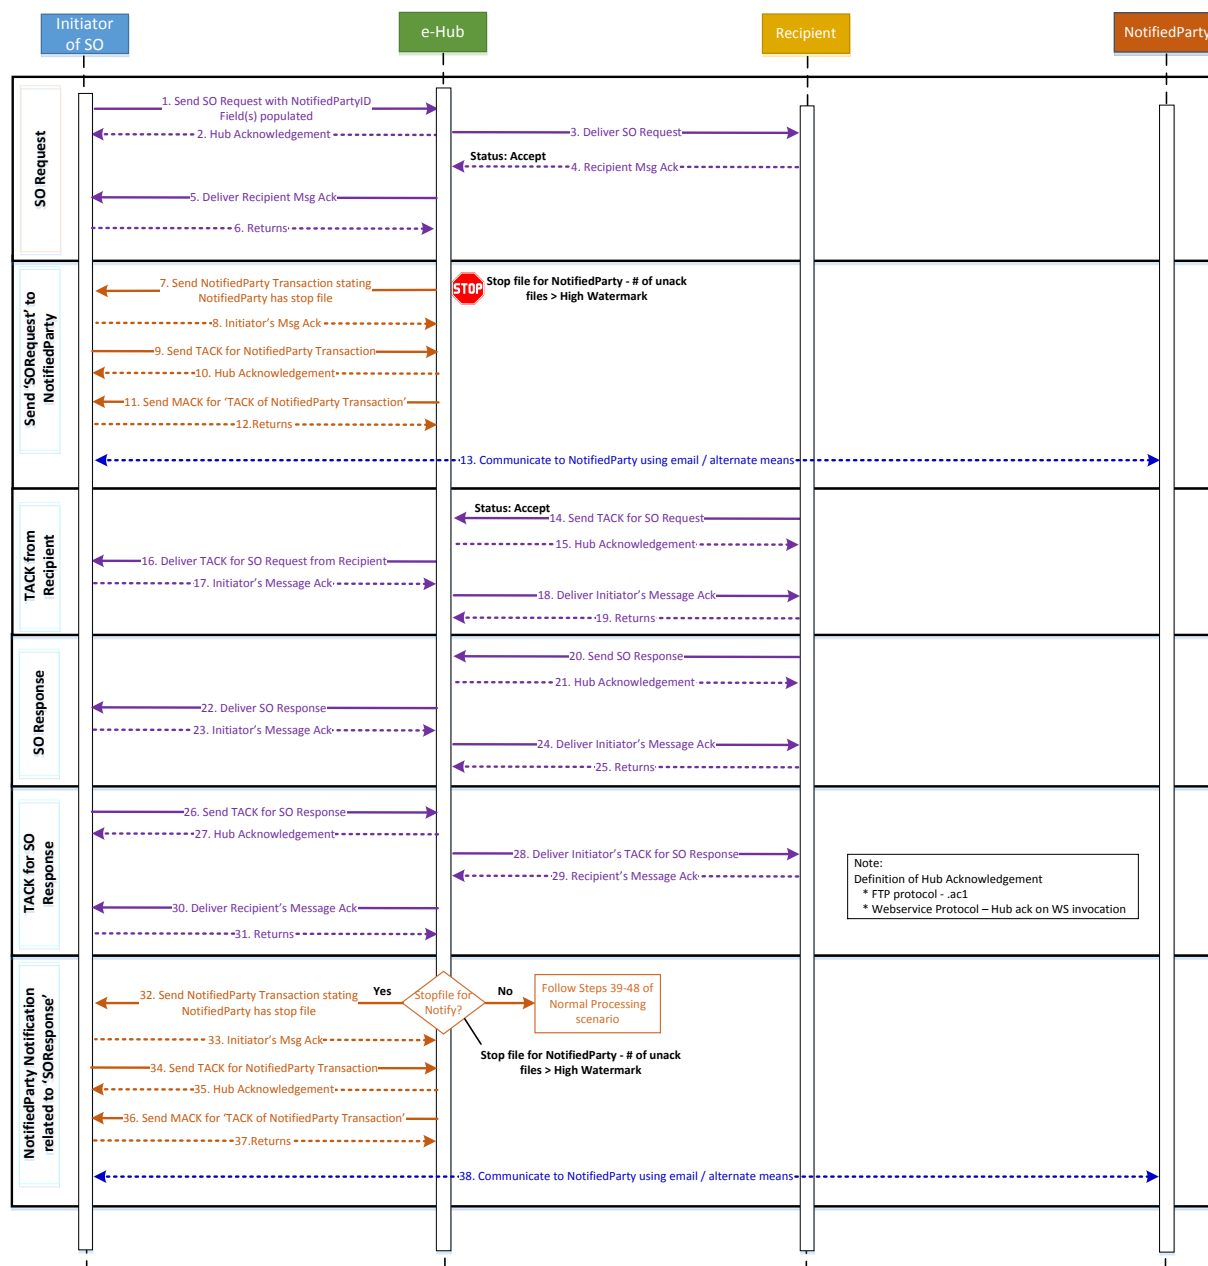 Initiator
of SO
e-Hub
Recipient
NotifiedParty
SO Request
1. Send SO Request with NotifiedPartyID
Field(s) populated
2. Hub Acknowledgement
3. Deliver SO Request
Status: Accept
4. Recipient Msg Ack
5. Deliver Recipient Msg Ack
6. Returns
Send ‘SORequest’ to
NotifiedParty
7. Send NotifiedParty Transaction stating
NotifiedParty has stop file
STOP
Stop file for NotifiedParty - # of unack
files > High Watermark
8. Initiator’s Msg Ack
9. Send TACK for NotifiedParty Transaction
10. Hub Acknowledgement
11. Send MACK for ‘TACK of NotifiedParty Transaction’
12.Returns
13. Communicate to NotifiedParty using email / alternate means
TACK from
Recipient
Status: Accept
14. Send TACK for SO Request
15. Hub Acknowledgement
16. Deliver TACK for SO Request from Recipient
17. Initiator’s Message Ack
18. Deliver Initiator’s Message Ack
19. Returns
SO Response
20. Send SO Response
21. Hub Acknowledgement
22. Deliver SO Response
23. Initiator’s Message Ack
24. Deliver Initiator’s Message Ack
25. Returns
TACK for SO
Response
26. Send TACK for SO Response
27. Hub Acknowledgement
28. Deliver Initiator’s TACK for SO Response
29. Recipient’s Message Ack
30. Deliver Recipient’s Message Ack
31. Returns
Note:
Definition of Hub Acknowledgement
* FTP protocol - .ac1
* Webservice Protocol – Hub ack on WS invocation
NotifiedParty Notification
related to ‘SOResponse’
32. Send NotifiedParty Transaction stating
NotifiedParty has stop file
Yes
Stopfile for
Notify?
No
Follow Steps 39-48 of
Normal Processing
scenario
33. Initiator’s Msg Ack
Stop file for NotifiedParty - # of unack
files > High Watermark
34. Send TACK for NotifiedParty Transaction
35. Hub Acknowledgement
36. Send MACK for ‘TACK of NotifiedParty Transaction’
37.Returns
38. Communicate to NotifiedParty using email / alternate means